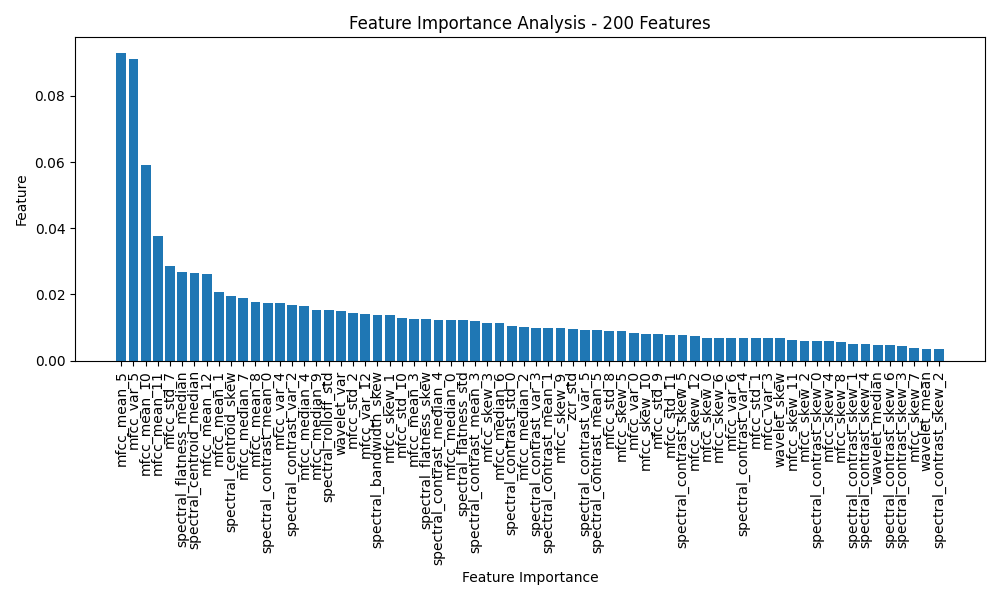 Feature Importance Analysis - 200 Features
Feature
0.08
0.06
0.04
0.02
0.00
mfcc_mean_5
mfcc_var_5
mfcc_mean_10
mfcc_mean_11
mfcc_std_7
spectral_flatness_median
spectral_centroid_median
mfcc_mean_12
mfcc_mean_1
spectral_centroid_skew
mfcc_median_7
mfcc_mean_8
spectral_contrast_mean_0
mfcc_var_4
spectral_contrast_var_2
mfcc_median_4
mfcc_median_9
spectral_rolloff_std
wavelet_var
mfcc_std_2
mfcc_var_12
spectral_bandwidth_skew
mfcc_skew_1
mfcc_std_10
mfcc_mean_3
spectral_flatness_skew
spectral_contrast_median_4
mfcc_median_0
spectral_flatness_std
spectral_contrast_mean_3
mfcc_skew_3
mfcc_median_6
spectral_contrast_std_0
mfcc_median_2
spectral_contrast_var_3
spectral_contrast_mean_1
mfcc_skew_9
zcr_std
spectral_contrast_var_5
spectral_contrast_mean_5
mfcc_std_8
mfcc_skew_5
mfcc_var_0
mfcc_skew_10
mfcc_std_9
mfcc_std_11
spectral_contrast_skew_5
mfcc_skew_12
mfcc_skew_0
mfcc_skew_6
mfcc_var_6
spectral_contrast_var_4
mfcc_std_1
mfcc_var_3
wavelet_skew
mfcc_skew_11
mfcc_skew_2
spectral_contrast_skew_0
mfcc_skew_4
mfcc_skew_8
spectral_contrast_skew_1
spectral_contrast_skew_4
wavelet_median
spectral_contrast_skew_6
spectral_contrast_skew_3
mfcc_skew_7
wavelet_mean
spectral_contrast_skew_2
Feature Importance